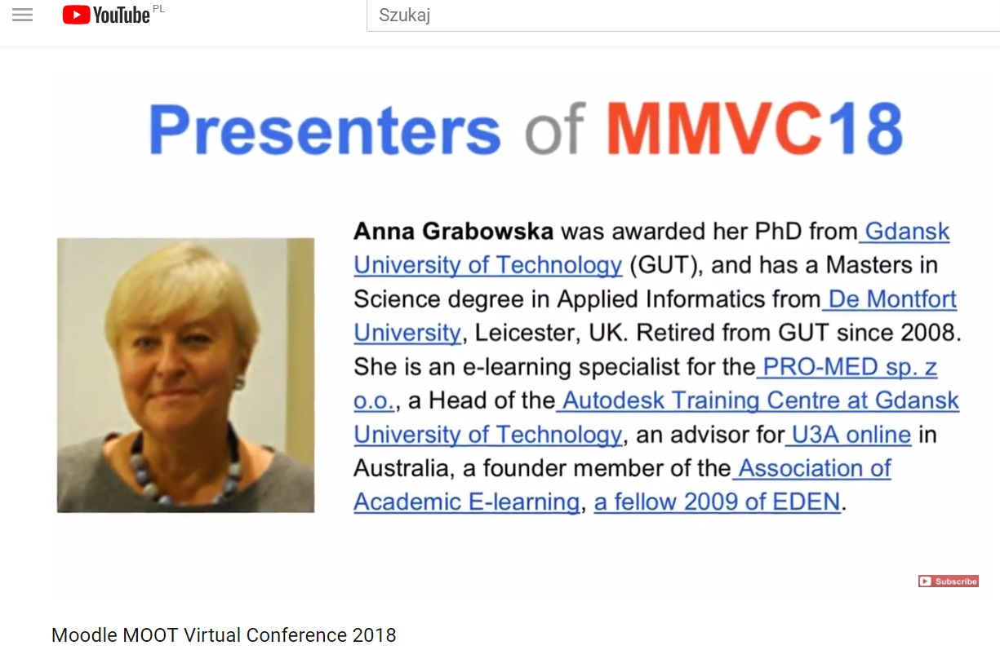 YouTube PL
Szukaj
Presenters of MMVC18
Anna Grabowska was awarded her PhD from Gdansk
University of Technology (GUT), and has a Masters in
Science degree in Applied Informatics from De Montfort
University, Leicester, UK. Retired from GUT since 2008.
She is an e-learning specialist for the PRO-MED sp. z
o.o., a Head of the Autodesk Training Centre at Gdansk
University of Technology, an advisor for U3A online in
Australia, a founder member of the Association of
Academic E-learning, a fellow 2009 of EDEN.
Subscribe
Moodle MOOT Virtual Conference 2018